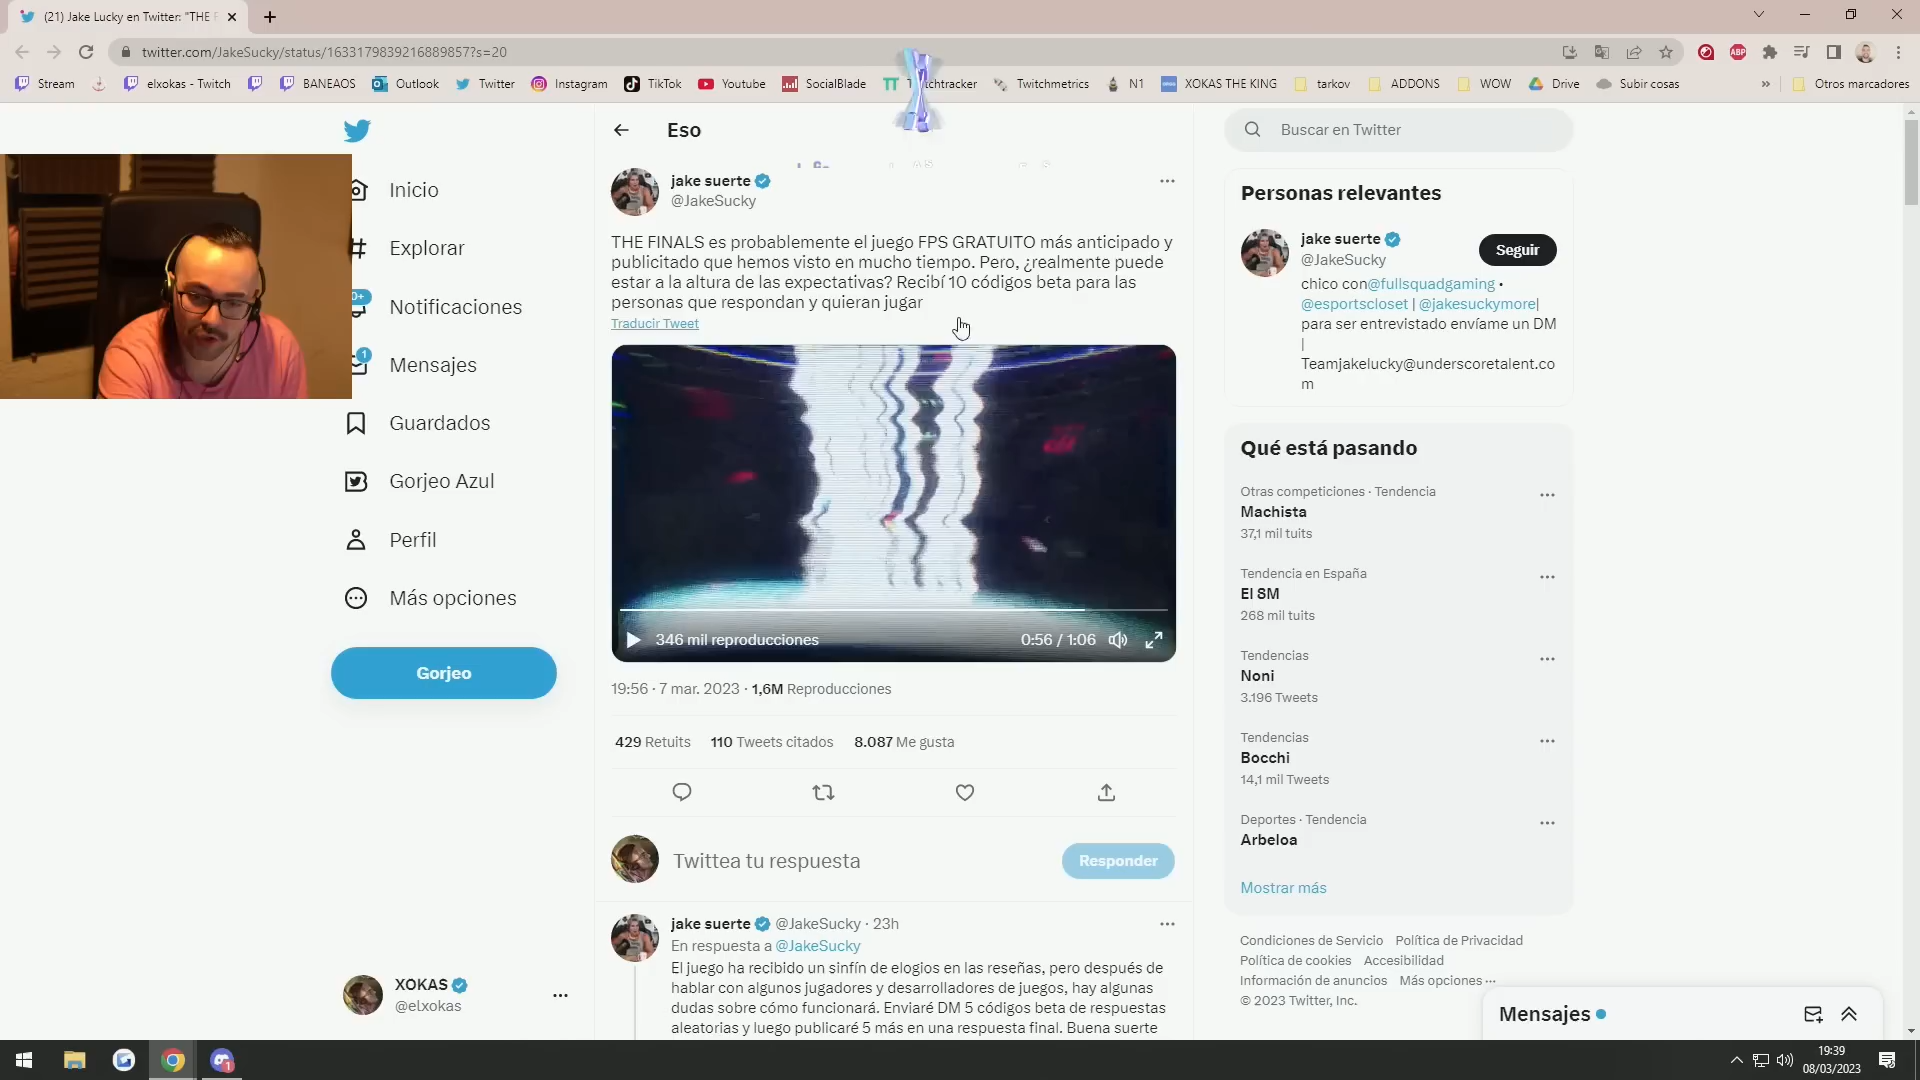 (21) Jake Lucky en Twitter: "THE F
twitter.com/JakeSucky/status/1633179839216889857?s=20
Stream
elxokas - Twitch
BANEAOS
Outlook
Twitter
Instagram
TikTok
Youtube
SocialBlade
Twitchmetrics
N1
XOKAS THE KING
tarkov
ADDONS
WOW
Drive
Subir cosas
»
Otros marcadores
Inicio
Explorar
Notificaciones
Mensajes
1
Guardados
Gorjeo Azul
Perfil
Más opciones
Gorjeo
XOKAS
@elxokas
Eso
jake suerte
@JakeSucky
THE FINALS es probablemente el juego FPS GRATUITO más anticipado y
publicitado que hemos visto en mucho tiempo. Pero, ¿realmente puede
estar a la altura de las expectativas? Recibí 10 códigos beta para las
personas que respondan y quieran jugar
Traducir Tweet
346 mil reproducciones
0:56 / 1:06
19:56 · 7 mar. 2023 · 1,6M Reproducciones
429 Retuits 110 Tweets citados 8.087 Me gusta
Twittea tu respuesta
Responder
jake suerte @JakeSucky · 23h
En respuesta a @JakeSucky
El juego ha recibido un sinfín de elogios en las reseñas, pero después de
hablar con algunos jugadores y desarrolladores de juegos, hay algunas
dudas sobre cómo funcionará. Enviaré DM 5 códigos beta de respuestas
aleatorias y luego publicaré 5 más en una respuesta final. Buena suerte
Buscar en Twitter
Personas relevantes
jake suerte
@JakeSucky
Seguir
chico con@fullsquadgaming •
@esportscloset | @jakesuckymore|
para ser entrevistado envíame un DM
|
Teamjakelucky@underscoretalent.co
m
Qué está pasando
Otras competiciones · Tendencia
Machista
37,1 mil tuits
Tendencia en España
El SM
268 mil tuits
Tendencias
Noni
3.196 Tweets
Tendencias
Bocchi
14,1 mil Tweets
Deportes · Tendencia
Arbeloa
Mostrar más
Condiciones de Servicio Política de Privacidad
Política de cookies Accesibilidad
Información de anuncios Más opciones ···
© 2023 Twitter, Inc.
Mensajes
19:39
08/03/2023